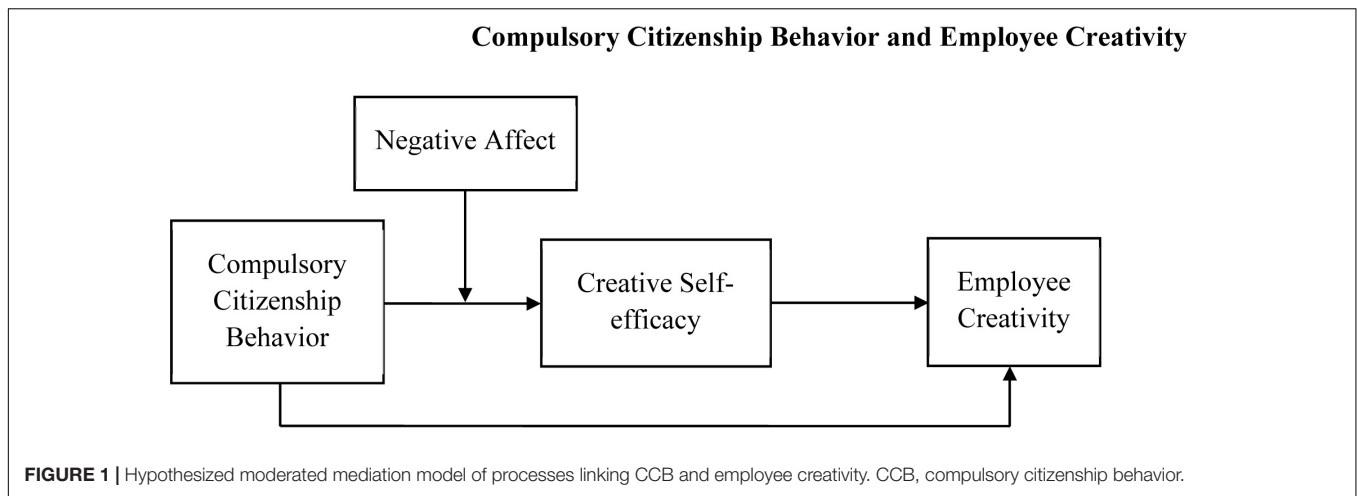 Compulsory Citizenship Behavior and Employee Creativity
Negative Affect
Compulsory
Citizenship
Behavior
Creative Self-
efficacy
Employee
Creativity
FIGURE 1 | Hypothesized moderated mediation model of processes linking CCB and employee creativity. CCB, compulsory citizenship behavior.